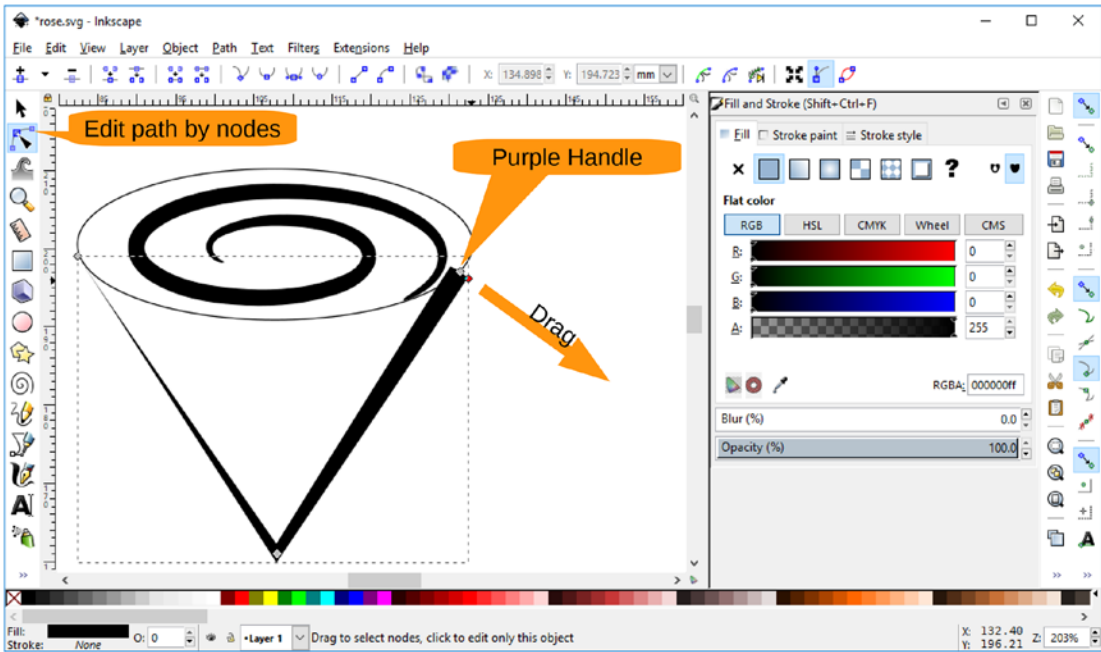 *rose.svg - Inkscape
File Edit View Layer Object Path Text Filters Extensions Help
X: 134.898 Y: 194.723 mm
Edit path by nodes
Purple Handle
Drag
Fill and Stroke (Shift+Ctrl+F)
Fill Stroke paint Stroke style
?
Flat color
RGB HSL CMYK Wheel CMS
R: 0
G: 0
B: 0
A: 255
RGBA: 000000ff
Blur (%) 0.0
Opacity (%) 100.0
Fill: O: 0 •Layer 1 Drag to select nodes, click to edit only this object X: 132.40 Z: 203%
Stroke: None Y: 196.21